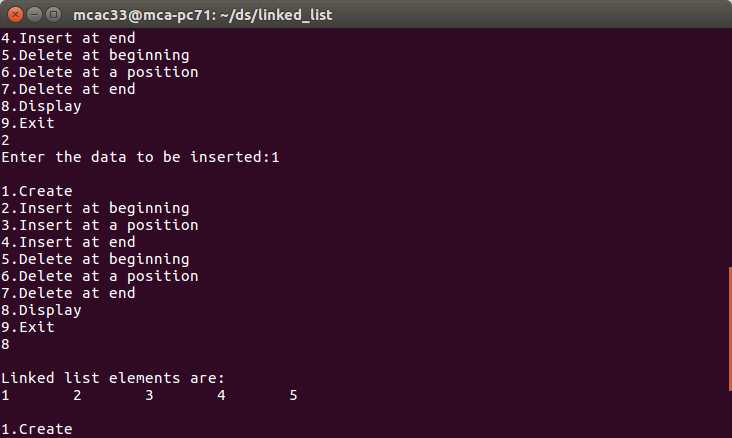 mcac33@mca-pc71: ~/ds/linked_list
4.Insert at end
5.Delete at beginning
6.Delete at a position
7.Delete at end
8.Display
9.Exit
2
Enter the data to be inserted:1
1.Create
2.Insert at beginning
3.Insert at a position
4.Insert at end
5.Delete at beginning
6.Delete at a position
7.Delete at end
8.Display
9.Exit
8
Linked list elements are:
1 2 3 4 5
1.Create